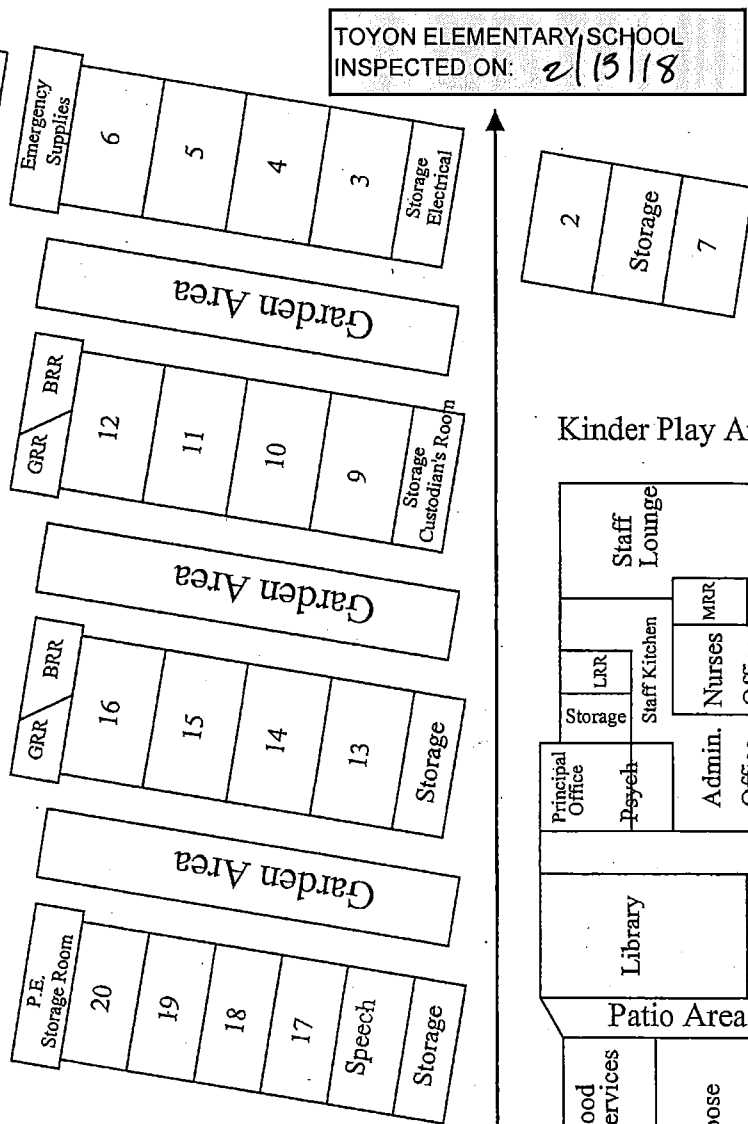 TOYON ELEMENTARY SCHOOL
INSPECTED ON: 2/13/18
Emergency
Supplies
6
5
4
3
Storage
Electrical
2
Storage
7
Garden Area
GRR
BRR
12
11
10
9
Storage
Custodian's Room
Kinder Play
Garden Area
Staff
Lounge
MRR
Nurses
LRR
Staff Kitchen
Storage
GRR
BRR
16
15
14
13
Storage
Principal
Office
Psych
Admin.
Garden Area
Library
P.E.
Storage Room
20
19
18
17
Speech
Storage
Patio Area